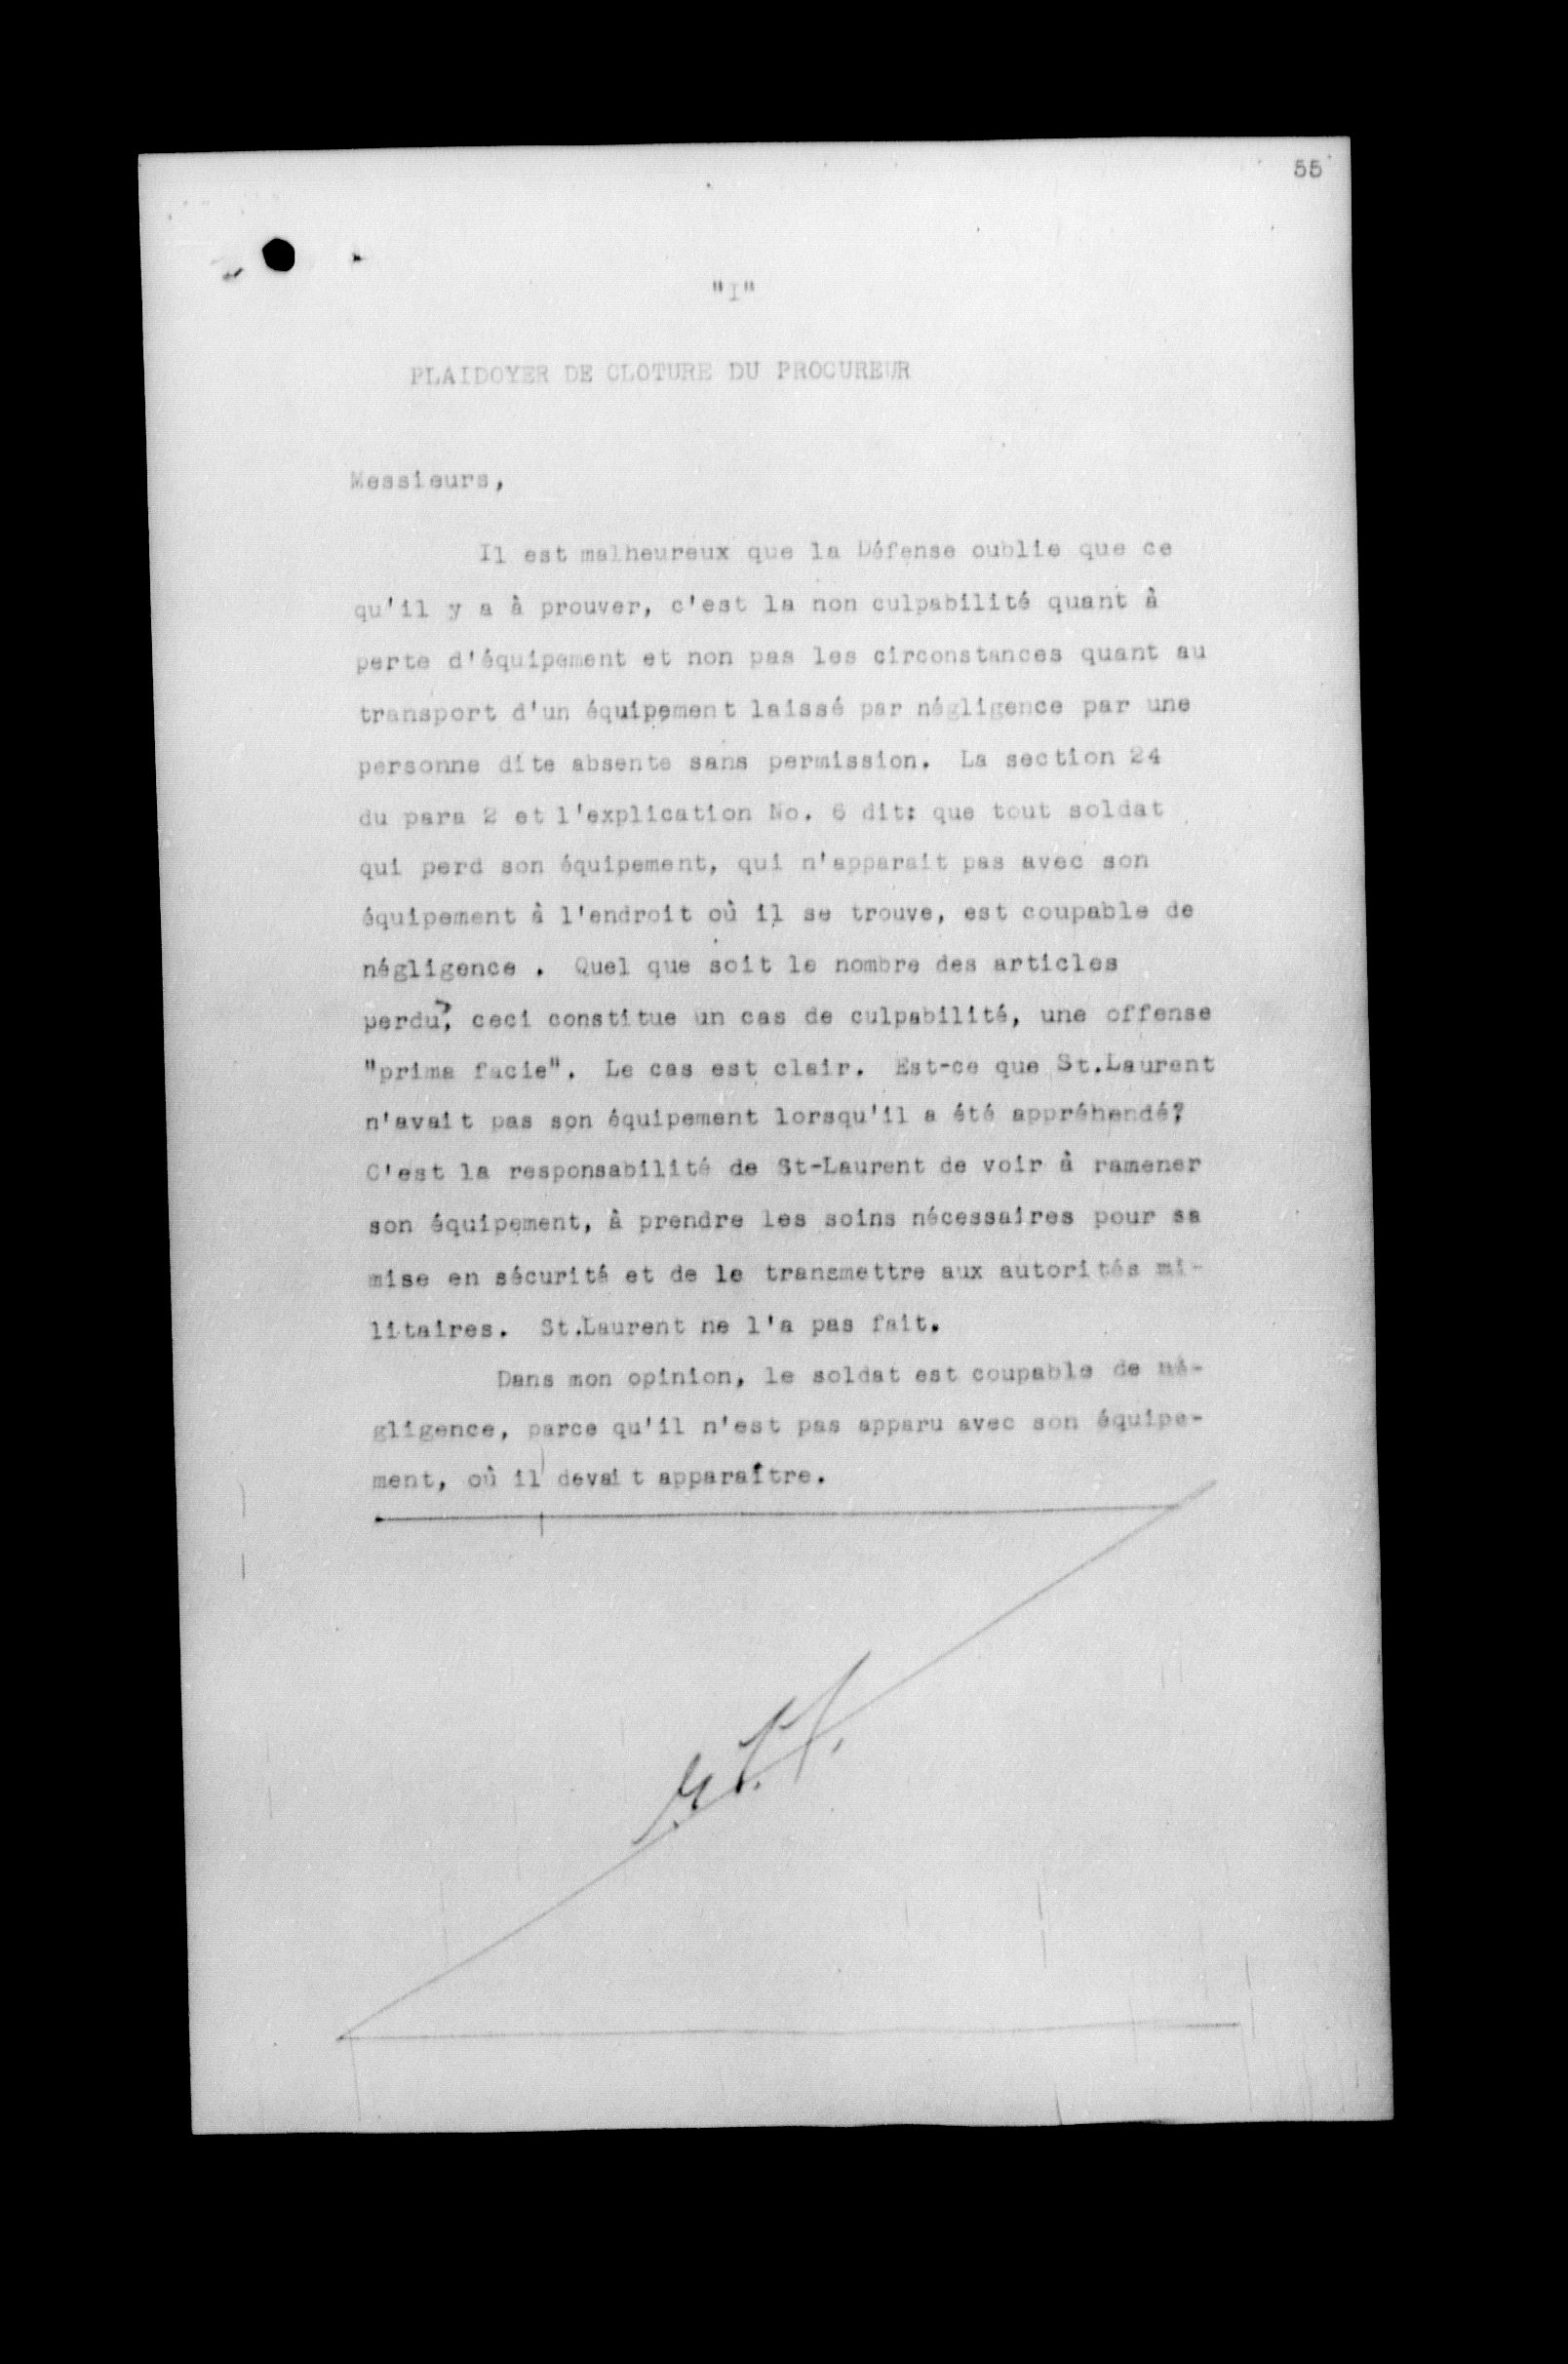 55
"I"
PLAIDOYER DE CLOTURE DU PROCUREUR
Messieurs,
Il est malheureux que la Défense oublie que ce
qu'il y a à prouver, c'est la non culpabilité quant à
perte d'équipement et non pas les circonstances quant au
transport d'un équipement laissé par négligence par une
personne dite absente sans permission. La section 24
du para 2 et l'explication No. 6 dit: que tout soldat
qui perd son équipement, qui n'apparait pas avec son
équipement à l'endroit où il se trouve, est coupable de
négligence . Quel que soit le nombre des articles
perdus, ceci constitue un cas de culpabilité, une offense
"prima facie". Le cas est clair. Est-ce que St.Laurent
n'avait pas son équipement lorsqu'il a été appréhendé?
C'est la responsabilité de St-Laurent de voir à ramener
son équipement, à prendre les soins nécessaires pour sa
mise en sécurité et de le transmettre aux autorités mi-
litaires. St.Laurent ne l'a pas fait.
Dans mon opinion, le soldat est coupable de né-
gligence, parce qu'il n'est pas apparu avec son équipe-
ment, où il devait apparaître.